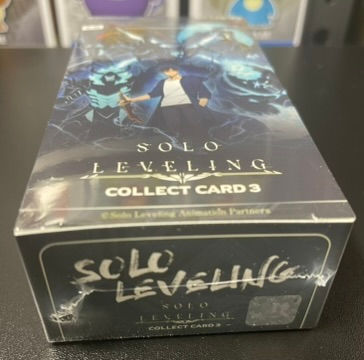 SOLO
LEVELING
COLLECT CARD 3
©Solo Leveling Animation Partners
SOLO
LEVELING
SOLO
LEVELING
COLLECT CARD 3